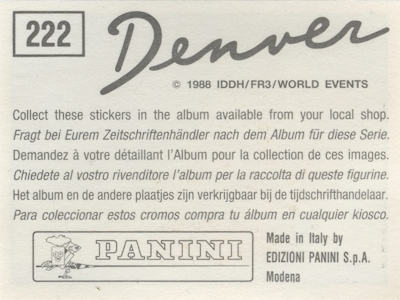 222
Denver
© 1988 IDDH/FR3/WORLD EVENTS
Collect these stickers in the album available from your local shop.
Fragt bei Eurem Zeitschriftenhändler nach dem Album für diese Serie.
Demandez à votre détaillant l'Album pour la collection de ces images.
Chiedete al vostro rivenditore l'album per la raccolta di queste figurine.
Het album en de andere plaatjes zijn verkrijgbaar bij de tijdschrifthandelaar.
Para coleccionar estos cromos compra tu álbum en cualquier kiosco.
PANINI
Made in Italy by
EDIZIONI PANINI S.p.A.
Modena